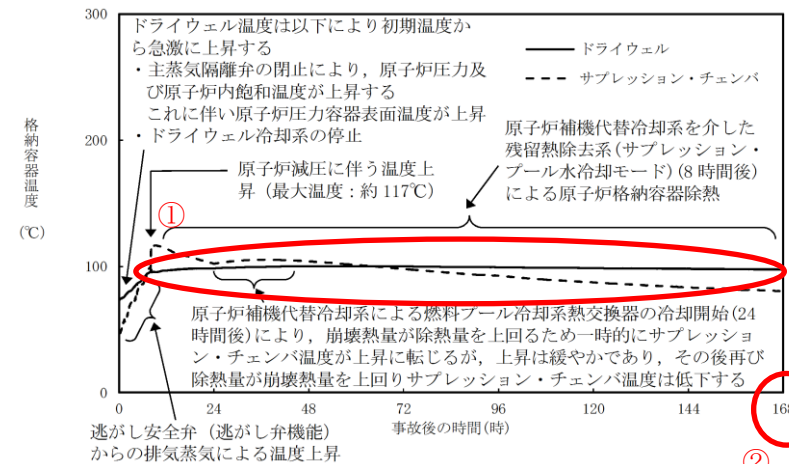 300
ドライウェル温度は以下により初期温度か
ら急激に上昇する
・主蒸気隔離弁の閉止により，原子炉圧力及
び原子炉内飽和温度が上昇する
これに伴い原子炉圧力容器表面温度が上昇
・ドライウェル冷却系の停止
ドライウェル
サプレッション・チェンバ
原子炉補機代替冷却系を介した
残留熱除去系(サプレッション・
プール水冷却モード)(8 時間後)
による原子炉格納容器除熱
200
格納容器温度
(℃)
原子炉減圧に伴う温度上
昇（最大温度：約 117℃）
①
100
原子炉補機代替冷却系による燃料プール冷却系熱交換器の冷却開始(24
時間後)により，崩壊熱量が除熱量を上回るため一時的にサプレッショ
ン・チェンバ温度が上昇に転じるが，上昇は緩やかであり，その後再び
除熱量が崩壊熱量を上回りサプレッション・チェンバ温度は低下する
0
0 24 48 72 96 120 144 168
事故後の時間(時)
逃がし安全弁（逃がし弁機能）
からの排気蒸気による温度上昇
②